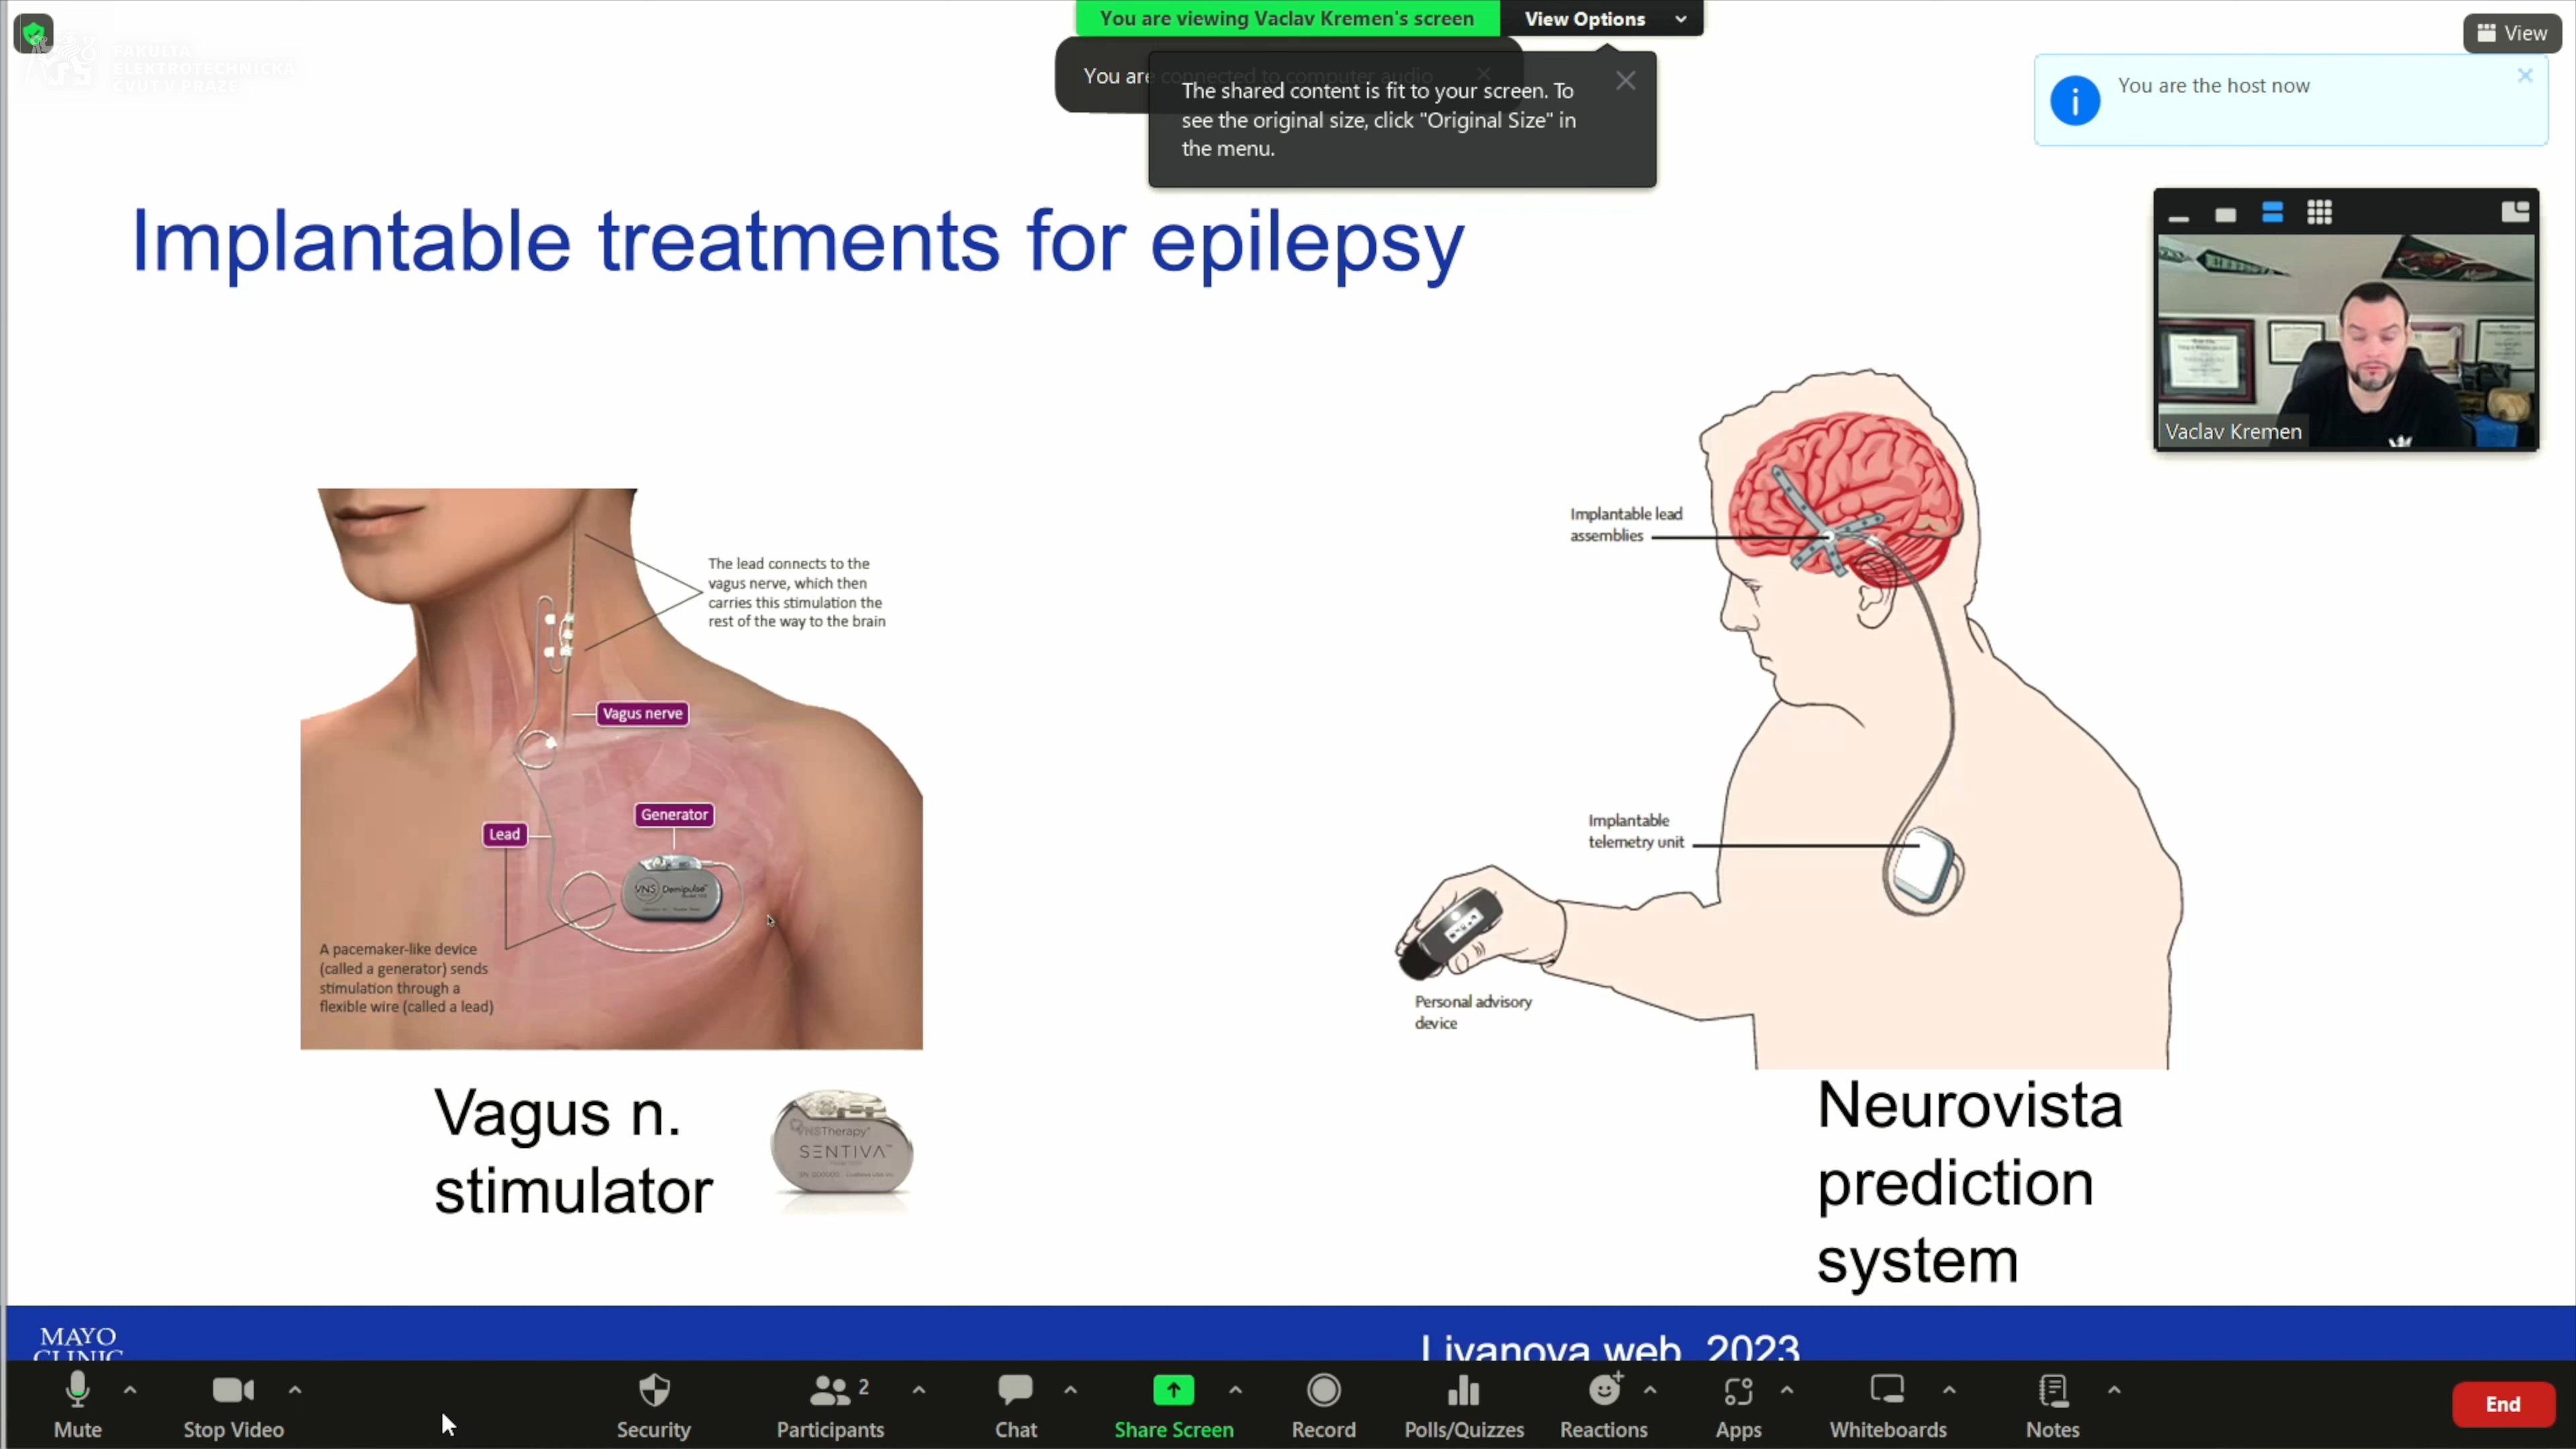 You are viewing Vaclav Kremen's screen
View Options
View
FAKULTA
ELEKTROTECHNICKÁ
ČVUT V PRAZE
You are connected to computer audio
The shared content is fit to your screen. To
see the original size, click "Original Size" in
the menu.
You are the host now
Vaclav Kremen
Implantable treatments for epilepsy
The lead connects to the
vagus nerve, which then
carries this stimulation the
rest of the way to the brain
Vagus nerve
Generator
Lead
VNS Demipulse
A pacemaker-like device
(called a generator) sends
stimulation through a
flexible wire (called a lead)
Implantable lead
assemblies
Implantable
telemetry unit
Personal advisory
device
Vagus n.
stimulator
VNSTherapy
SENTIVA
Neurovista
prediction
system
MAYO
CLINIC
Livanova web, 2023
Mute
Stop Video
Security
Participants
2
Chat
Share Screen
Record
Polls/Quizzes
Reactions
Apps
Whiteboards
Notes
End